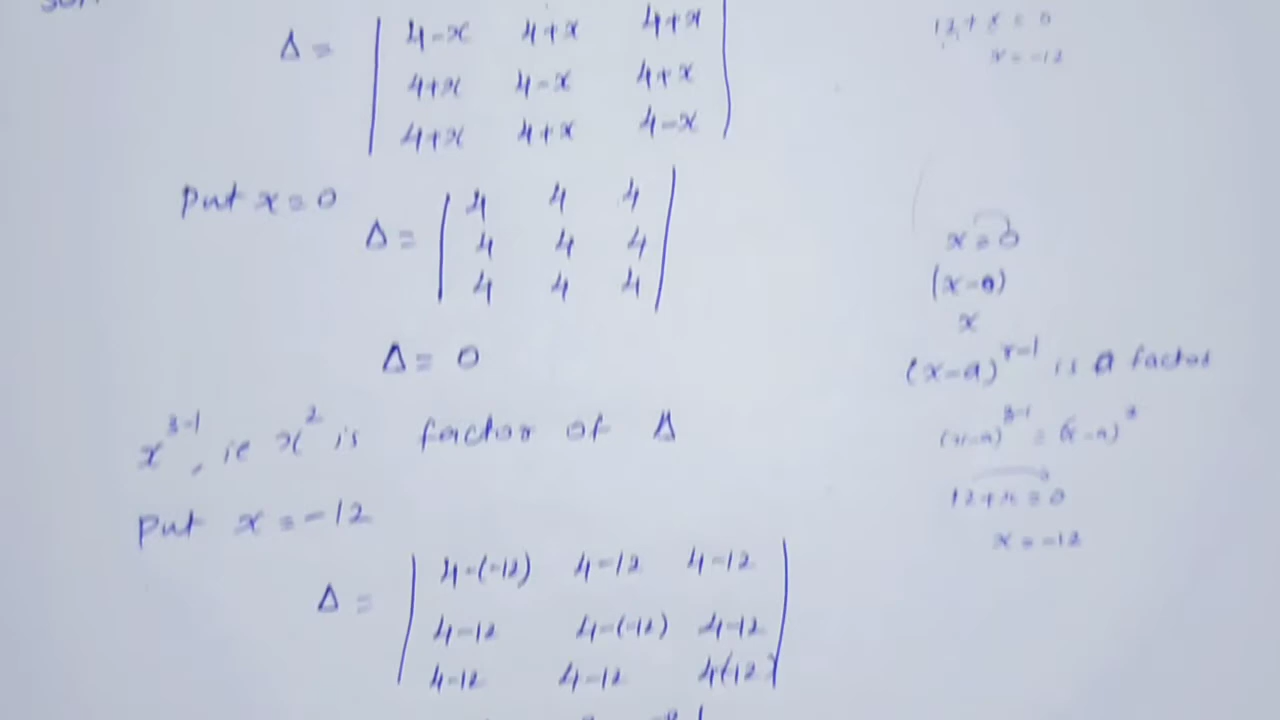 Δ = | 4-x 4+x 4+x |
| 4+x 4-x 4+x |
| 4+x 4+x 4-x |
12+x=0
x=-12
Put x=0
Δ = | 4 4 4 |
| 4 4 4 |
| 4 4 4 |
Δ = 0
x^{3-1}, ie x^2 is factor of Δ
Put x=-12
Δ = | 4-(-12) 4-12 4-12 |
| 4-12 4-(-12) 4-12 |
| 4-12 4-12 4(-12) |
x=0
(x-0)
x
(x-a)^{r-1} is a factor
12+x=0
x=-12